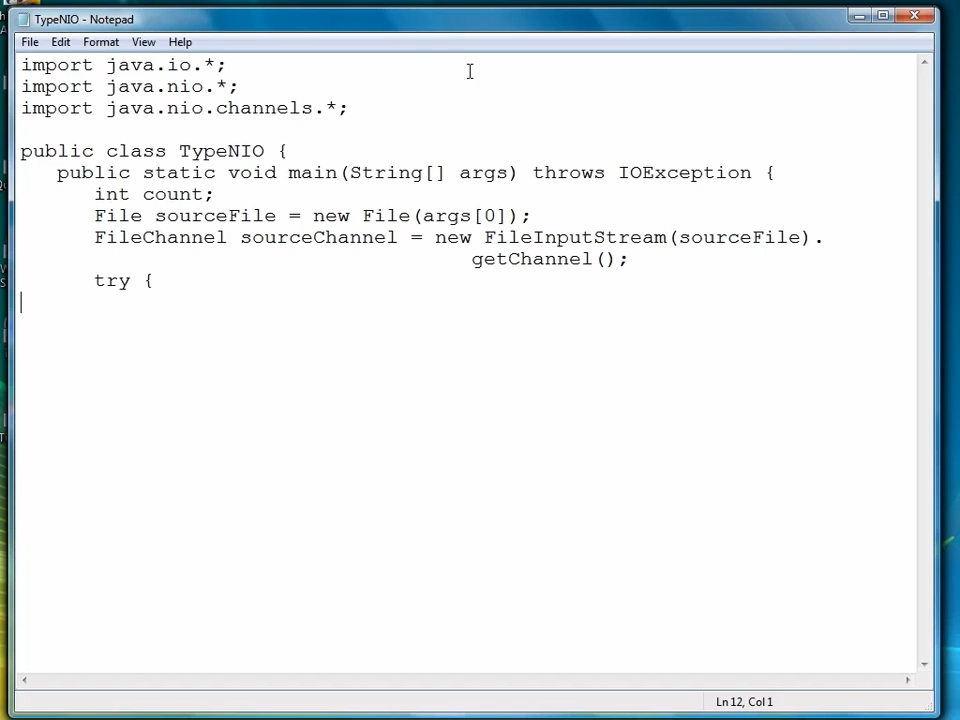 TypeNIO - Notepad
File Edit Format View Help
import java.io.*;
import java.nio.*;
import java.nio.channels.*;
public class TypeNIO {
public static void main(String[] args) throws IOException {
int count;
File sourceFile = new File(args[0]);
FileChannel sourceChannel = new FileInputStream(sourceFile).
getChannel();
try {
Ln 12, Col 1